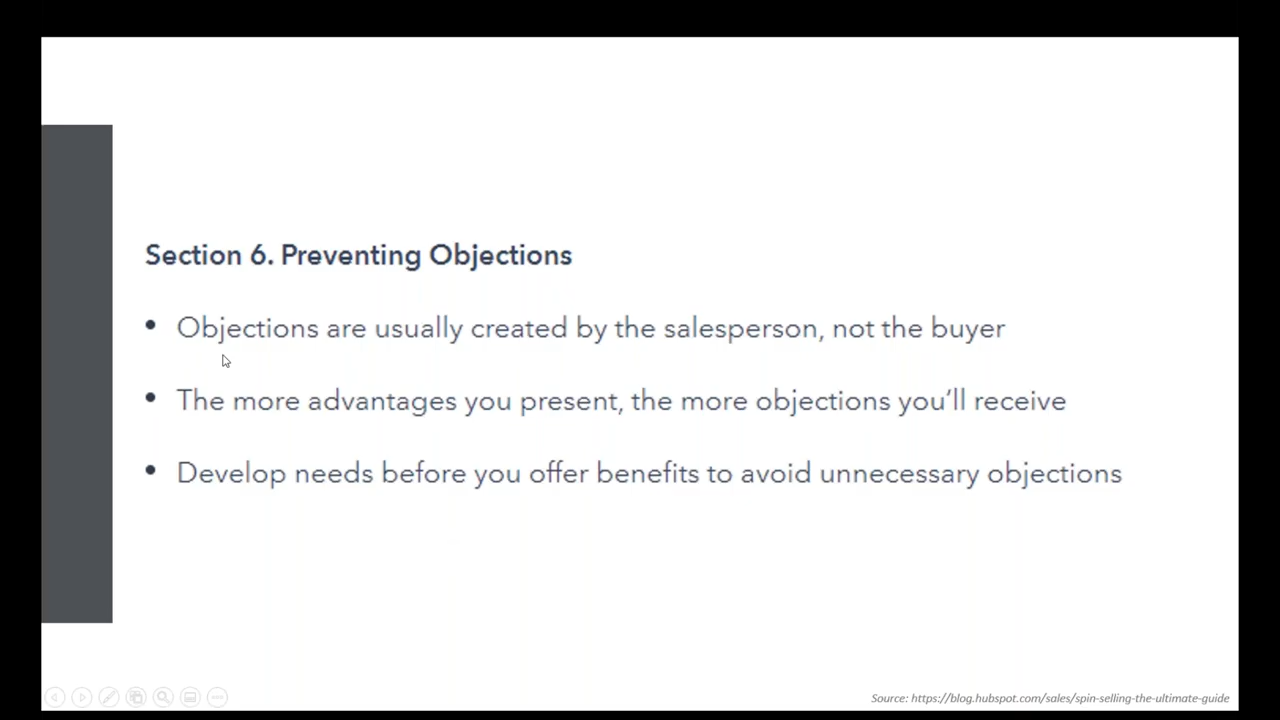 Section 6. Preventing Objections
• Objections are usually created by the salesperson, not the buyer
• The more advantages you present, the more objections you'll receive
• Develop needs before you offer benefits to avoid unnecessary objections
Source: https://blog.hubspot.com/sales/spin-selling-the-ultimate-guide